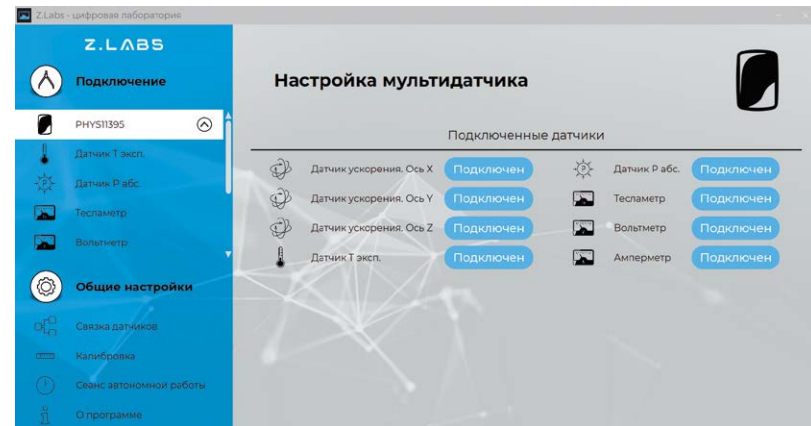 Z.Labs - цифровая лаборатория
Z.LABS
Подключение
PHYS11395
Датчик Т эксп.
Датчик Р абс.
Тесламетр
Вольтметр
Общие настройки
Связка датчиков
Калибровка
Сеанс автономной работы
О программе
Настройка мультидатчика
Подключенные датчики
Датчик ускорения. Ось X Подключен
Датчик ускорения. Ось Y Подключен
Датчик ускорения. Ось Z Подключен
Датчик Т эксп. Подключен
Датчик Р абс. Подключен
Тесламетр Подключен
Вольтметр Подключен
Амперметр Подключен